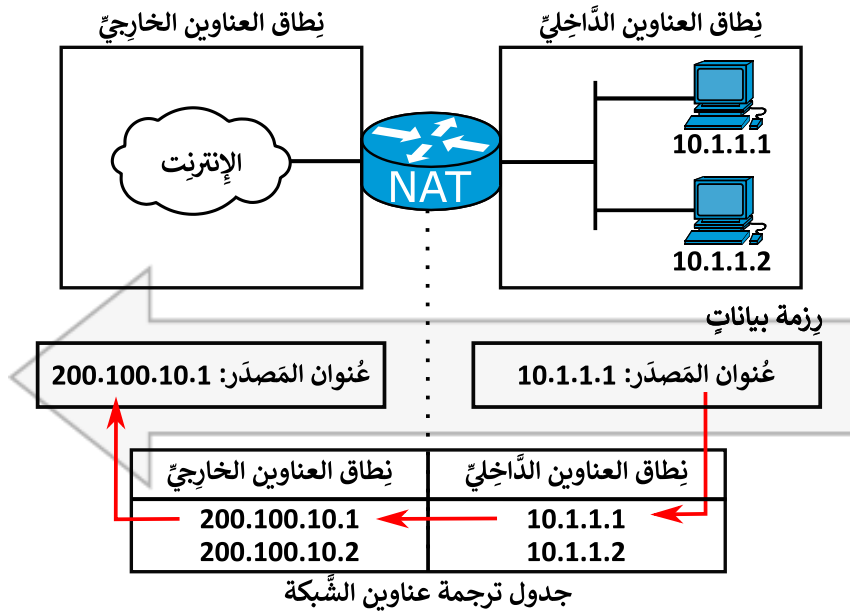 نِطاق العناوين الدَّاخِليِّ
نِطاق العناوين الخارِجيِّ
10.1.1.1
الإِنترنِت
NAT
10.1.1.2
رِزمة بياناتٍ
عُنوان المَصدَر: 10.1.1.1
عُنوان المَصدَر: 200.100.10.1
نِطاق العناوين الدَّاخِليِّ
نِطاق العناوين الخارِجيِّ
10.1.1.1
200.100.10.1
10.1.1.2
200.100.10.2
جدول ترجمة عناوين الشَّبكة